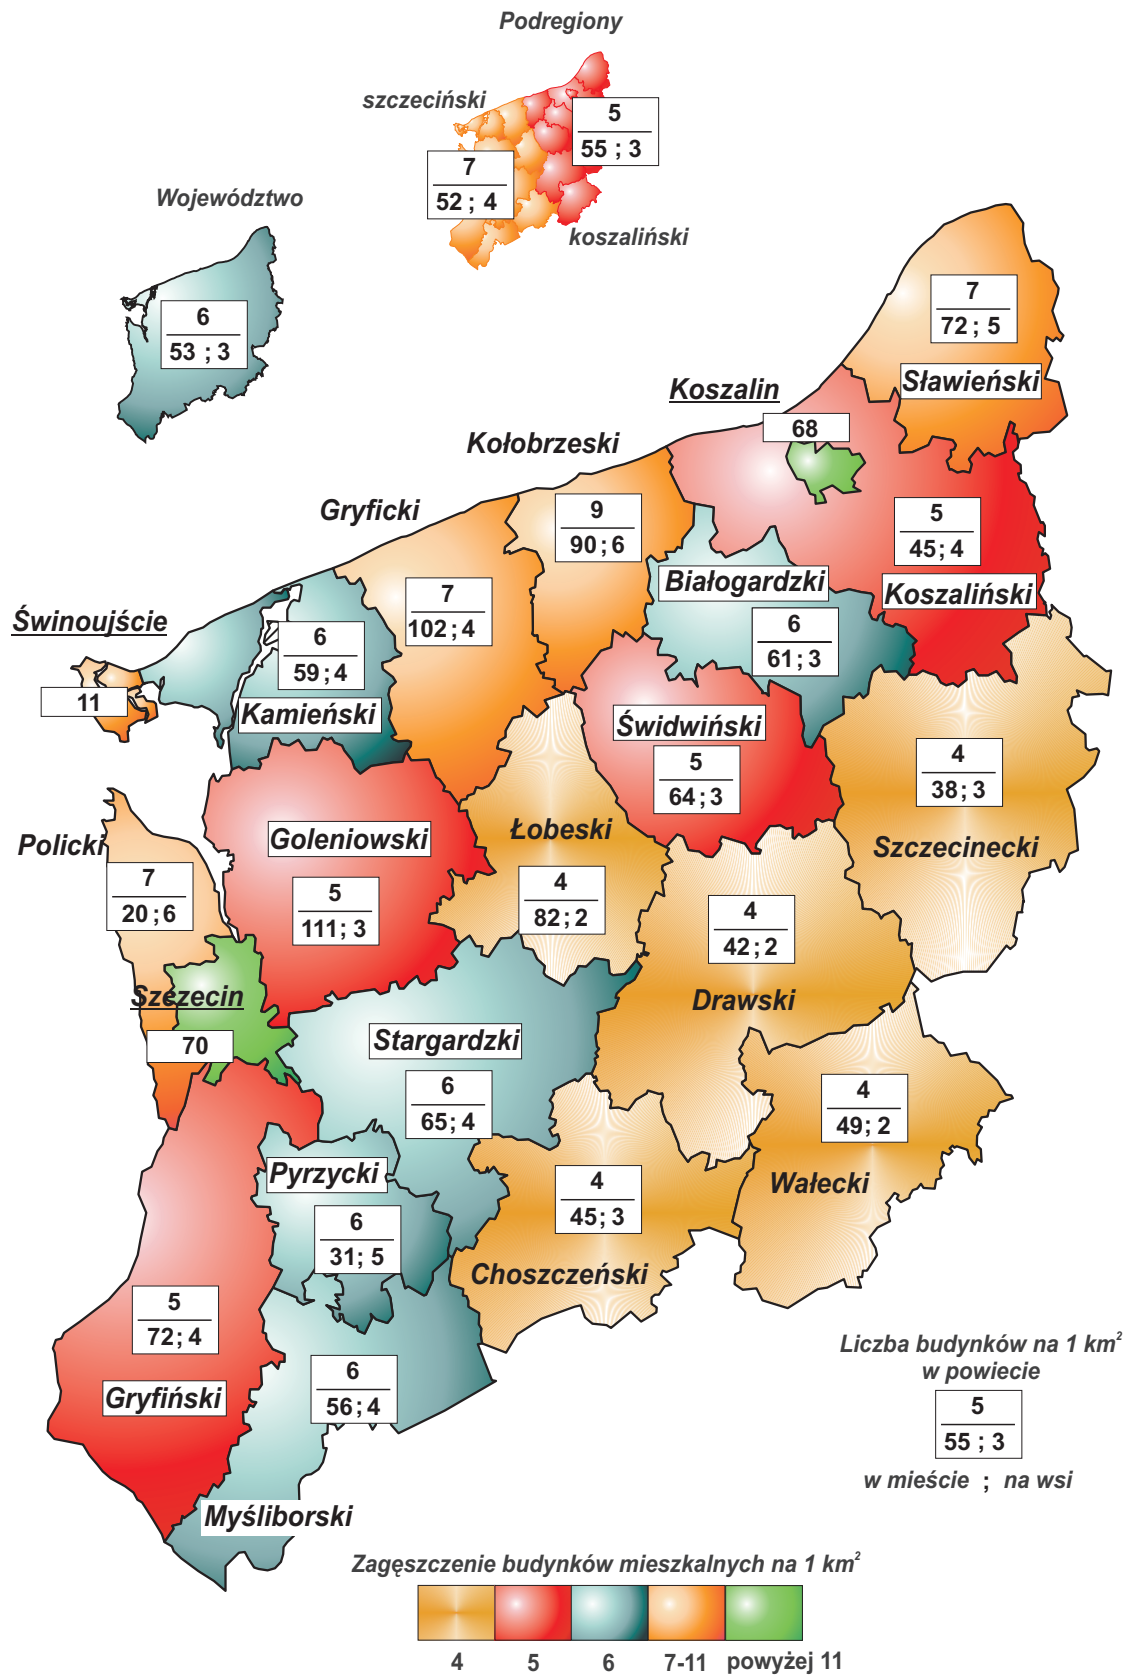 Podregiony
szczeciński
5
55 ; 3
7
52 ; 4
koszaliński
Województwo
6
53 ; 3
7
72 ; 5
Sławieński
Koszalin
68
Kołobrzeski
9
90; 6
5
45; 4
Koszaliński
Gryficki
7
102; 4
Białogardzki
6
61; 3
Świnoujście
11
6
59; 4
Kamieński
Świdwiński
5
64; 3
4
38; 3
Szczecinecki
Policki
7
20; 6
Goleniowski
5
111; 3
Łobeski
4
82; 2
4
42; 2
Drawski
Szczecin
70
Stargardzki
6
65; 4
4
49; 2
Wałecki
Pyrzycki
6
31; 5
4
45; 3
Choszczeński
5
72; 4
Gryfiński
6
56; 4
Myśliborski
Liczba budynków na 1 km²
w powiecie
5
55 ; 3
w mieście ; na wsi
Zagęszczenie budynków mieszkalnych na 1 km²
4 5 6 7-11 powyżej 11